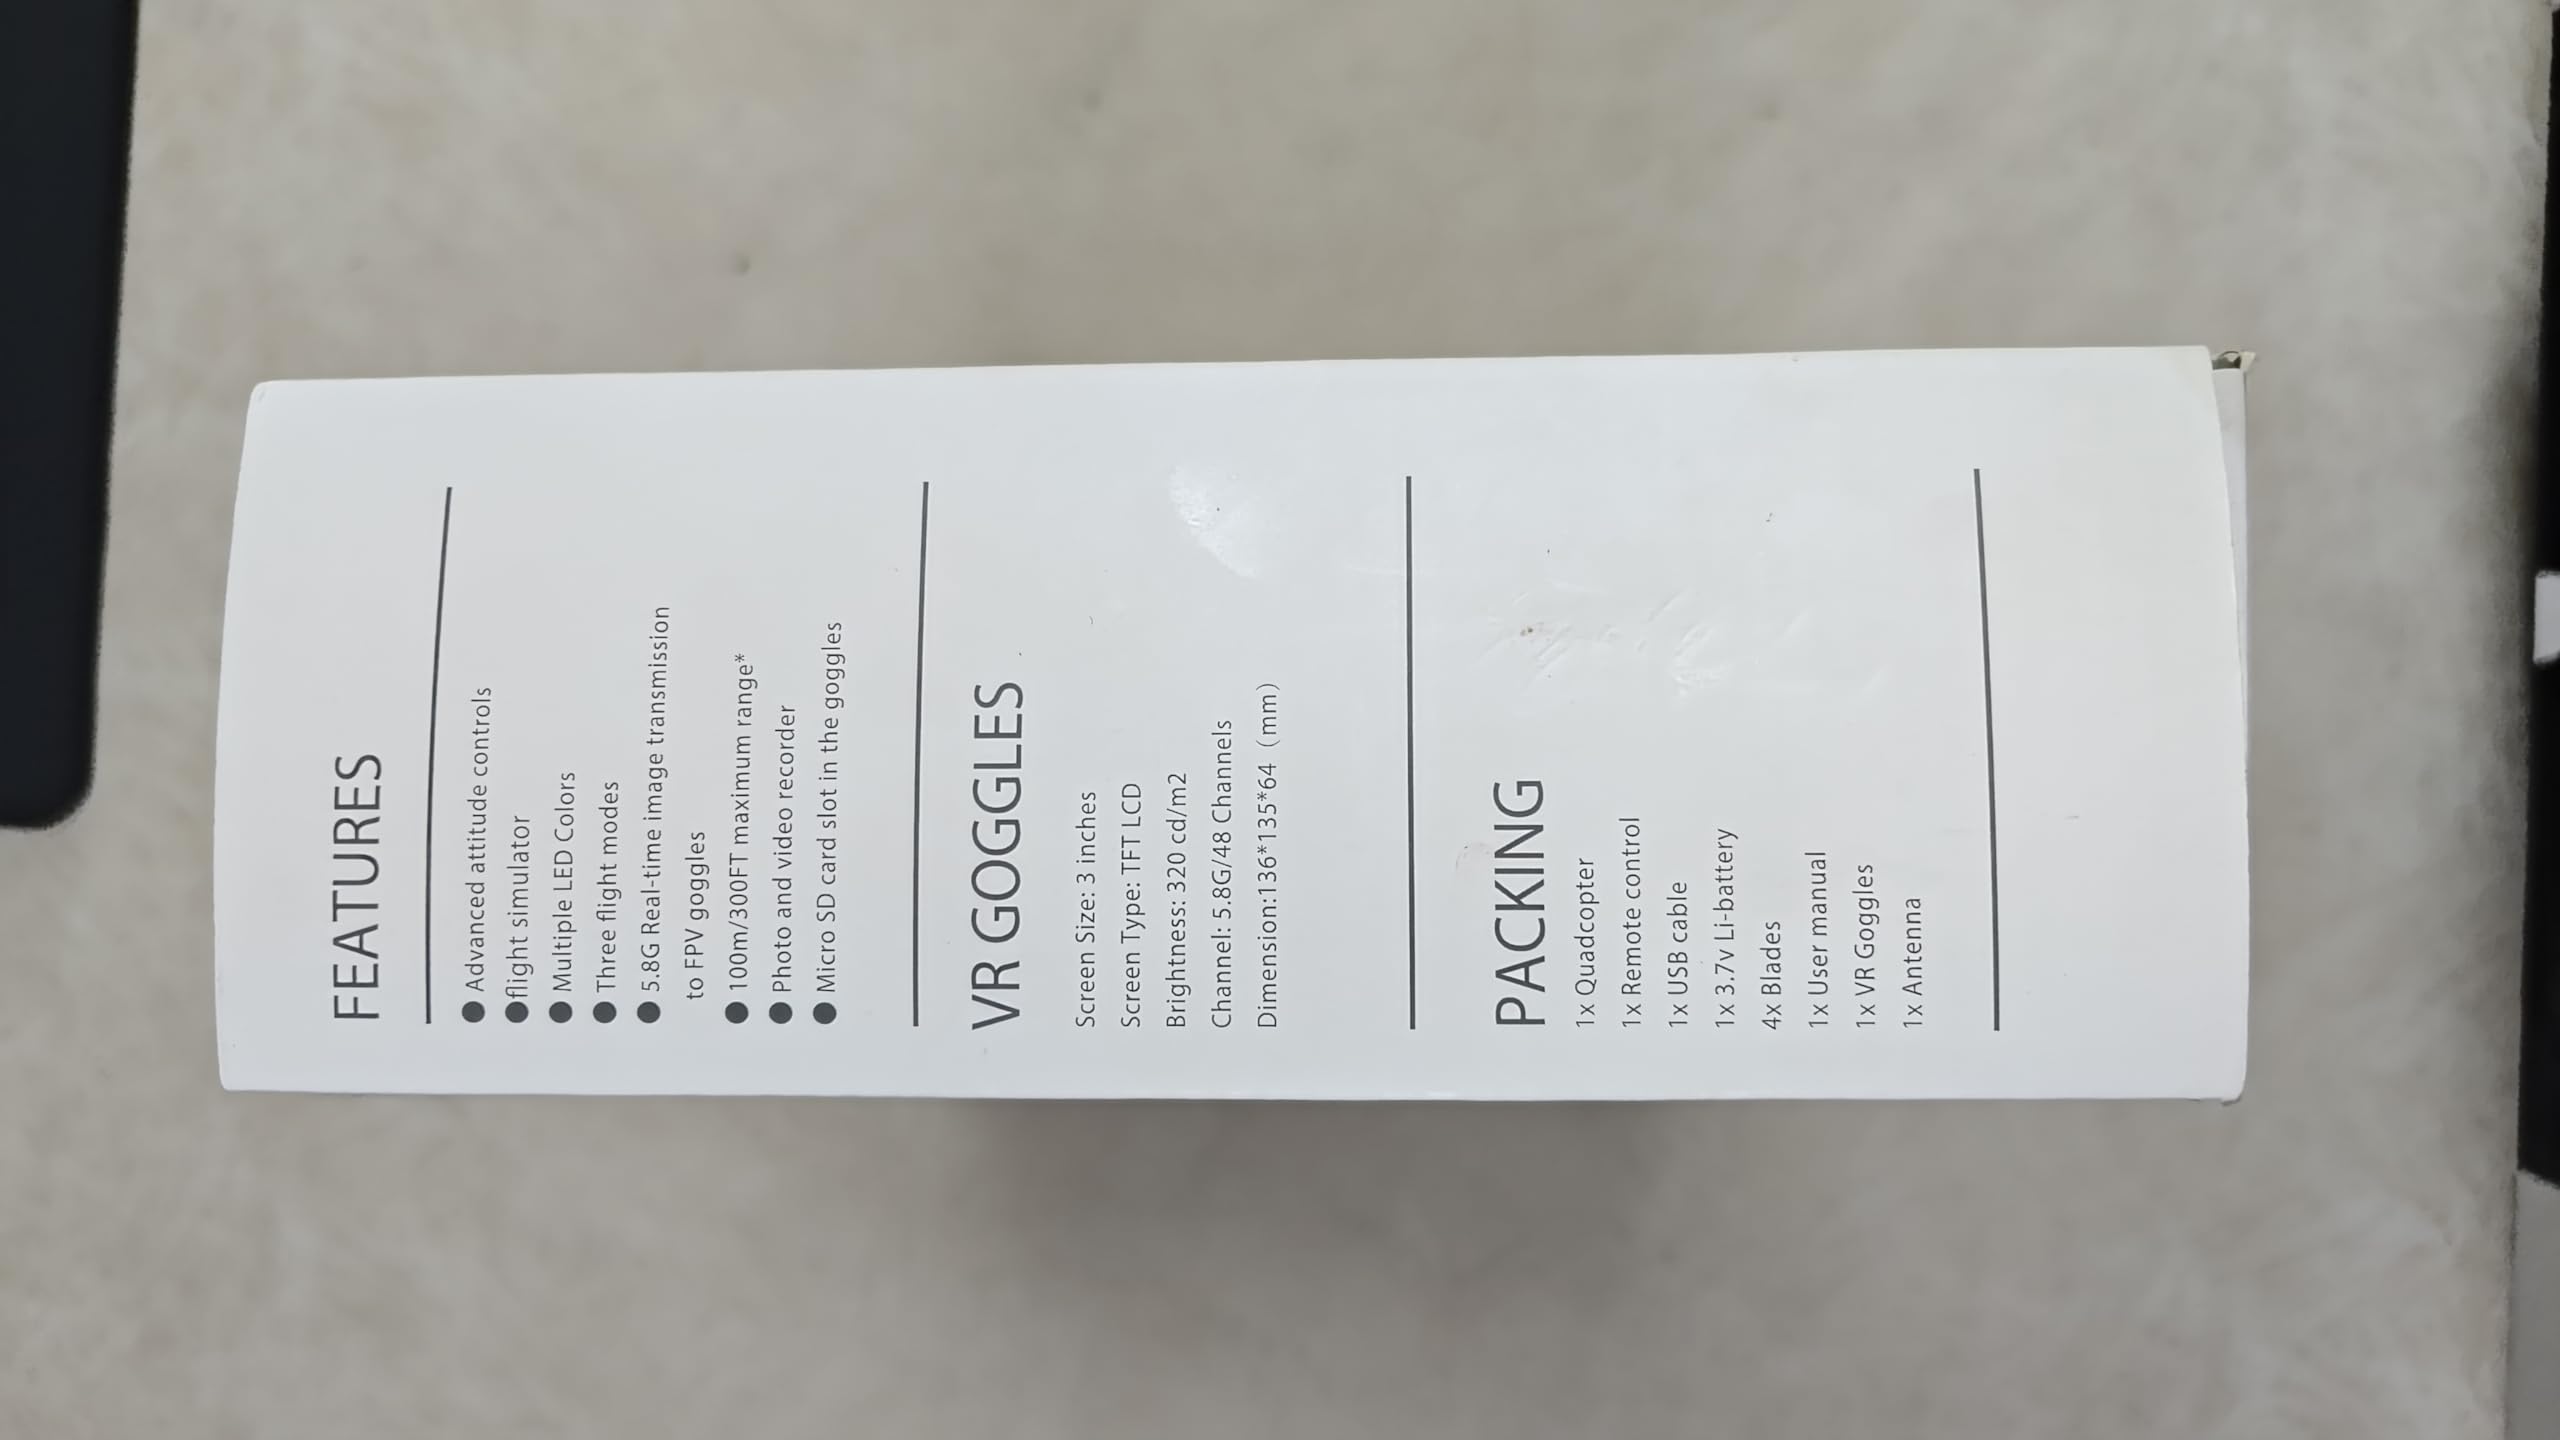 FEATURES
● Advanced attitude controls
●flight simulator
● Multiple LED Colors
● Three flight modes
● 5.8G Real-time image transmission
to FPV goggles
● 100m/300FT maximum range*
● Photo and video recorder
● Micro SD card slot in the goggles
VR GOGGLES
Screen Size: 3 inches
Screen Type: TFT LCD
Brightness: 320 cd/m2
Channel: 5.8G/48 Channels
Dimension:136*135*64 (mm)
PACKING
1x Quadcopter
1x Remote control
1x USB cable
1x 3.7v Li-battery
4x Blades
1x User manual
1x VR Goggles
1x Antenna